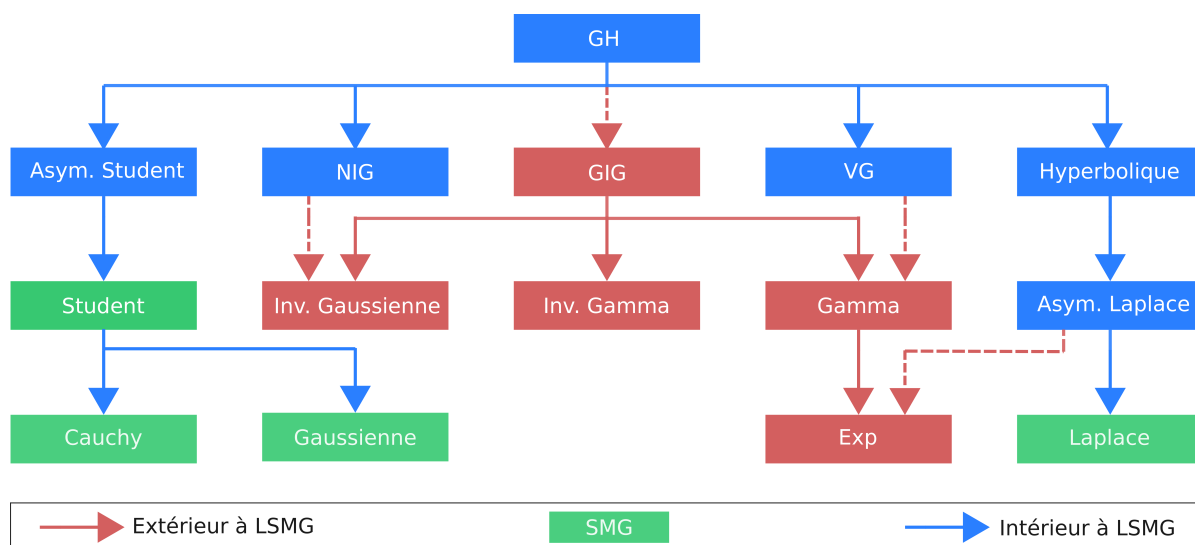 GH
Asym. Student
NIG
GIG
VG
Hyperbolique
Student
Inv. Gaussienne
Inv. Gamma
Gamma
Asym. Laplace
Cauchy
Gaussienne
Exp
Laplace
Extérieur à LSMG
SMG
Intérieur à LSMG